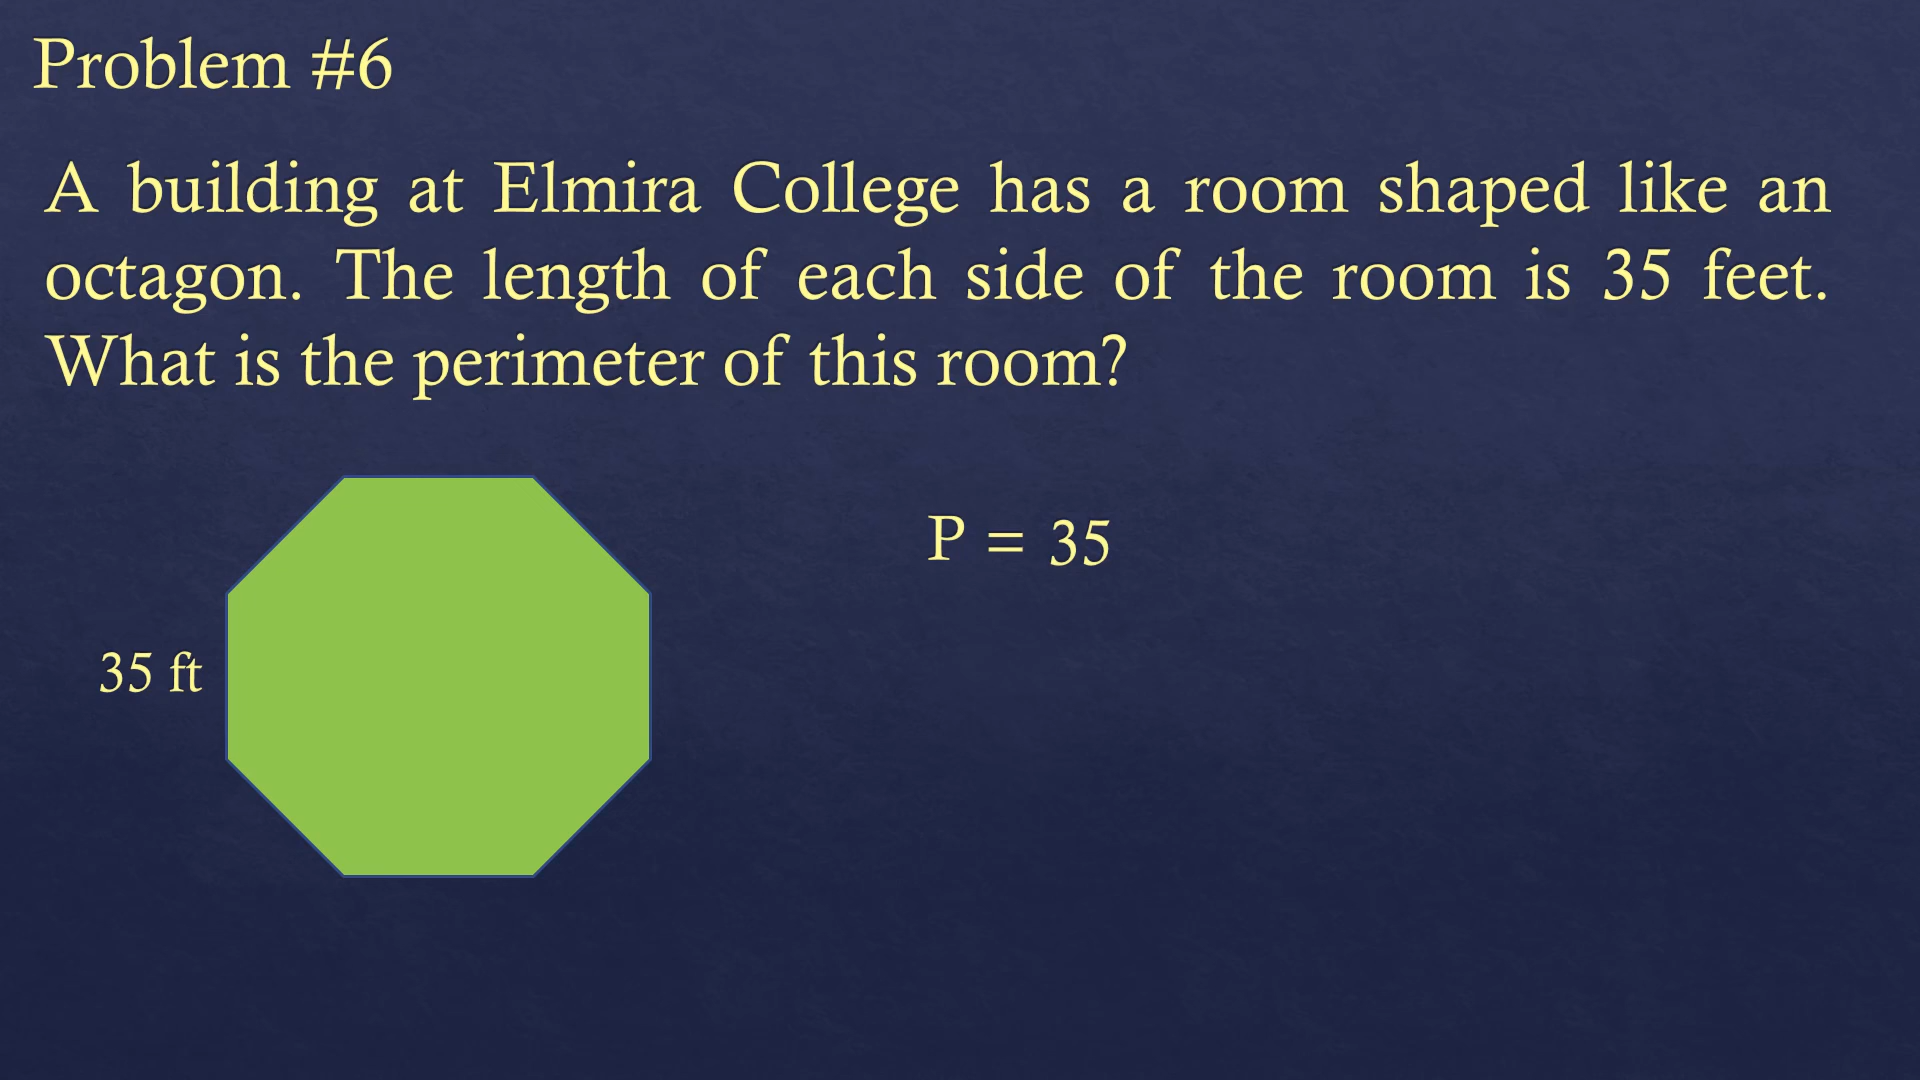 Problem #6
A building at Elmira College has a room shaped like an
octagon. The length of each side of the room is 35 feet.
What is the perimeter of this room?
P = 35
35 ft